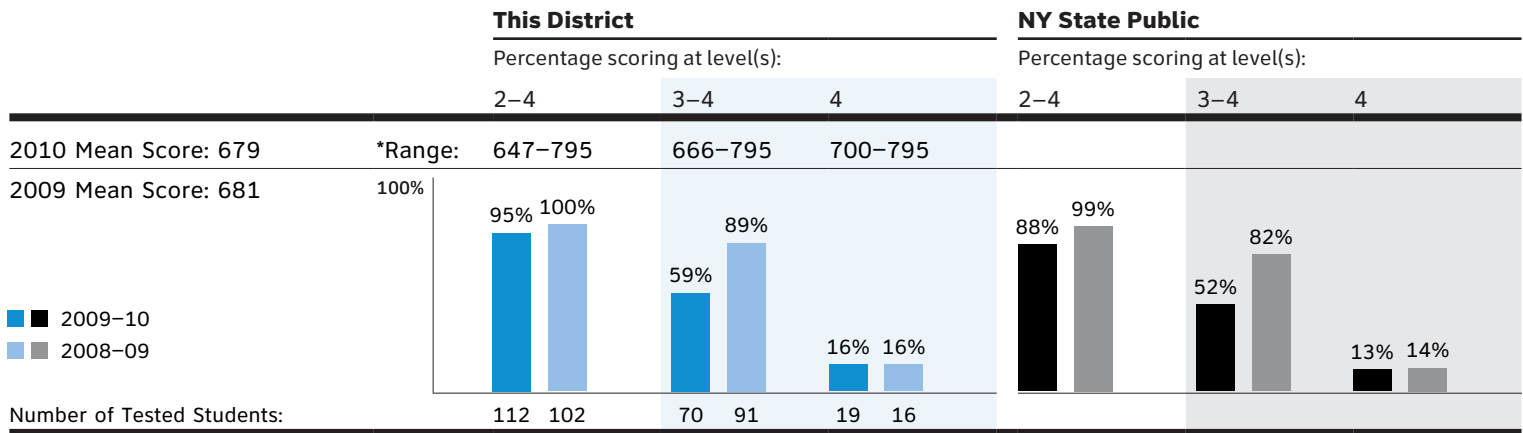 This District NY State Public
Percentage scoring at level(s): Percentage scoring at level(s):
2–4 3–4 4 2–4 3–4 4
2010 Mean Score: 679 *Range: 647–795 666–795 700–795
2009 Mean Score: 681 100%
95% 100% 89% 59% 16% 16% 88% 99% 82% 52% 13% 14%
2009–10
2008–09
Number of Tested Students: 112 102 70 91 19 16